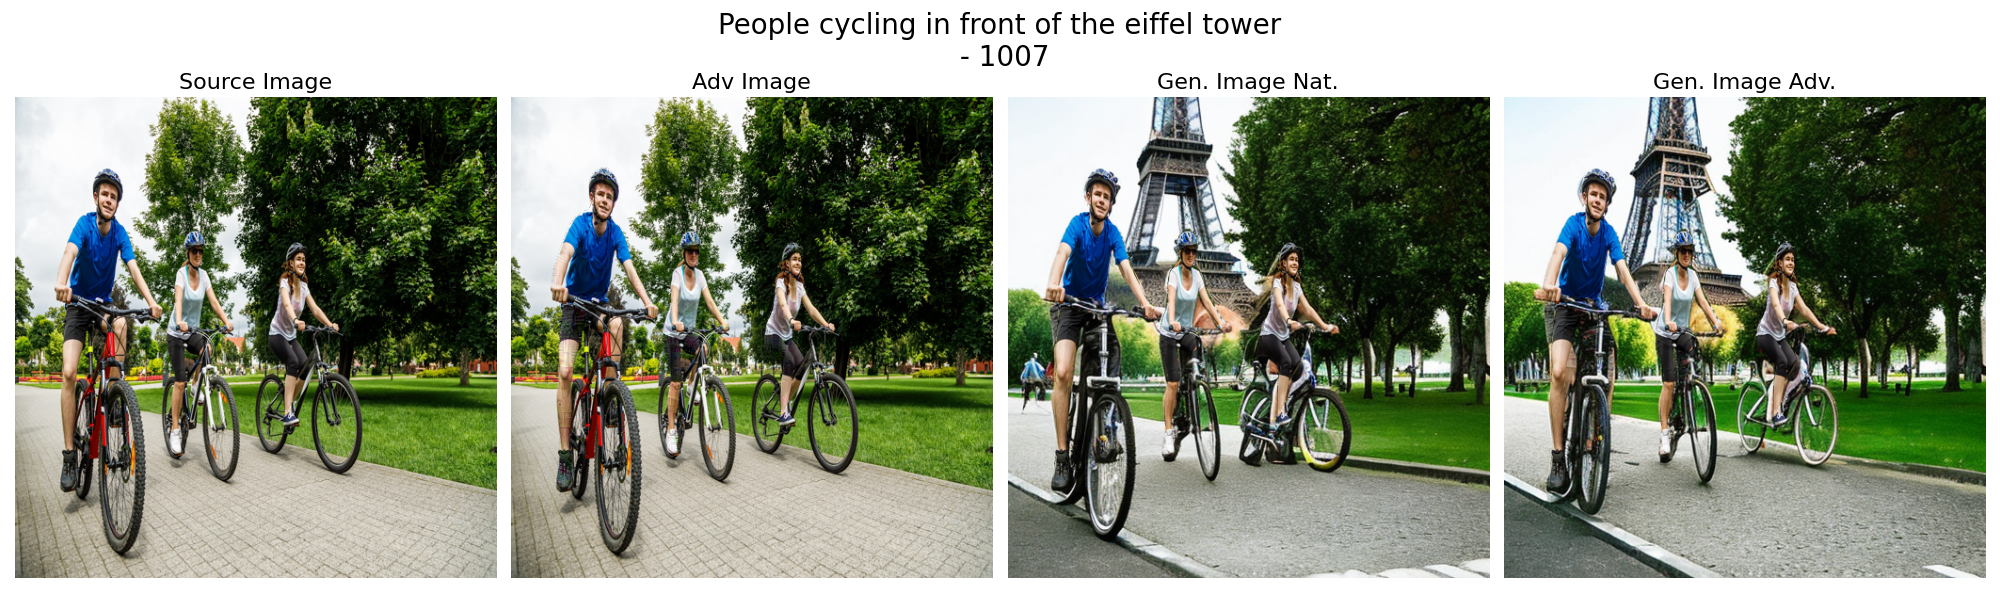 People cycling in front of the eiffel tower
- 1007
Source Image
Adv Image
Gen. Image Nat.
Gen. Image Adv.